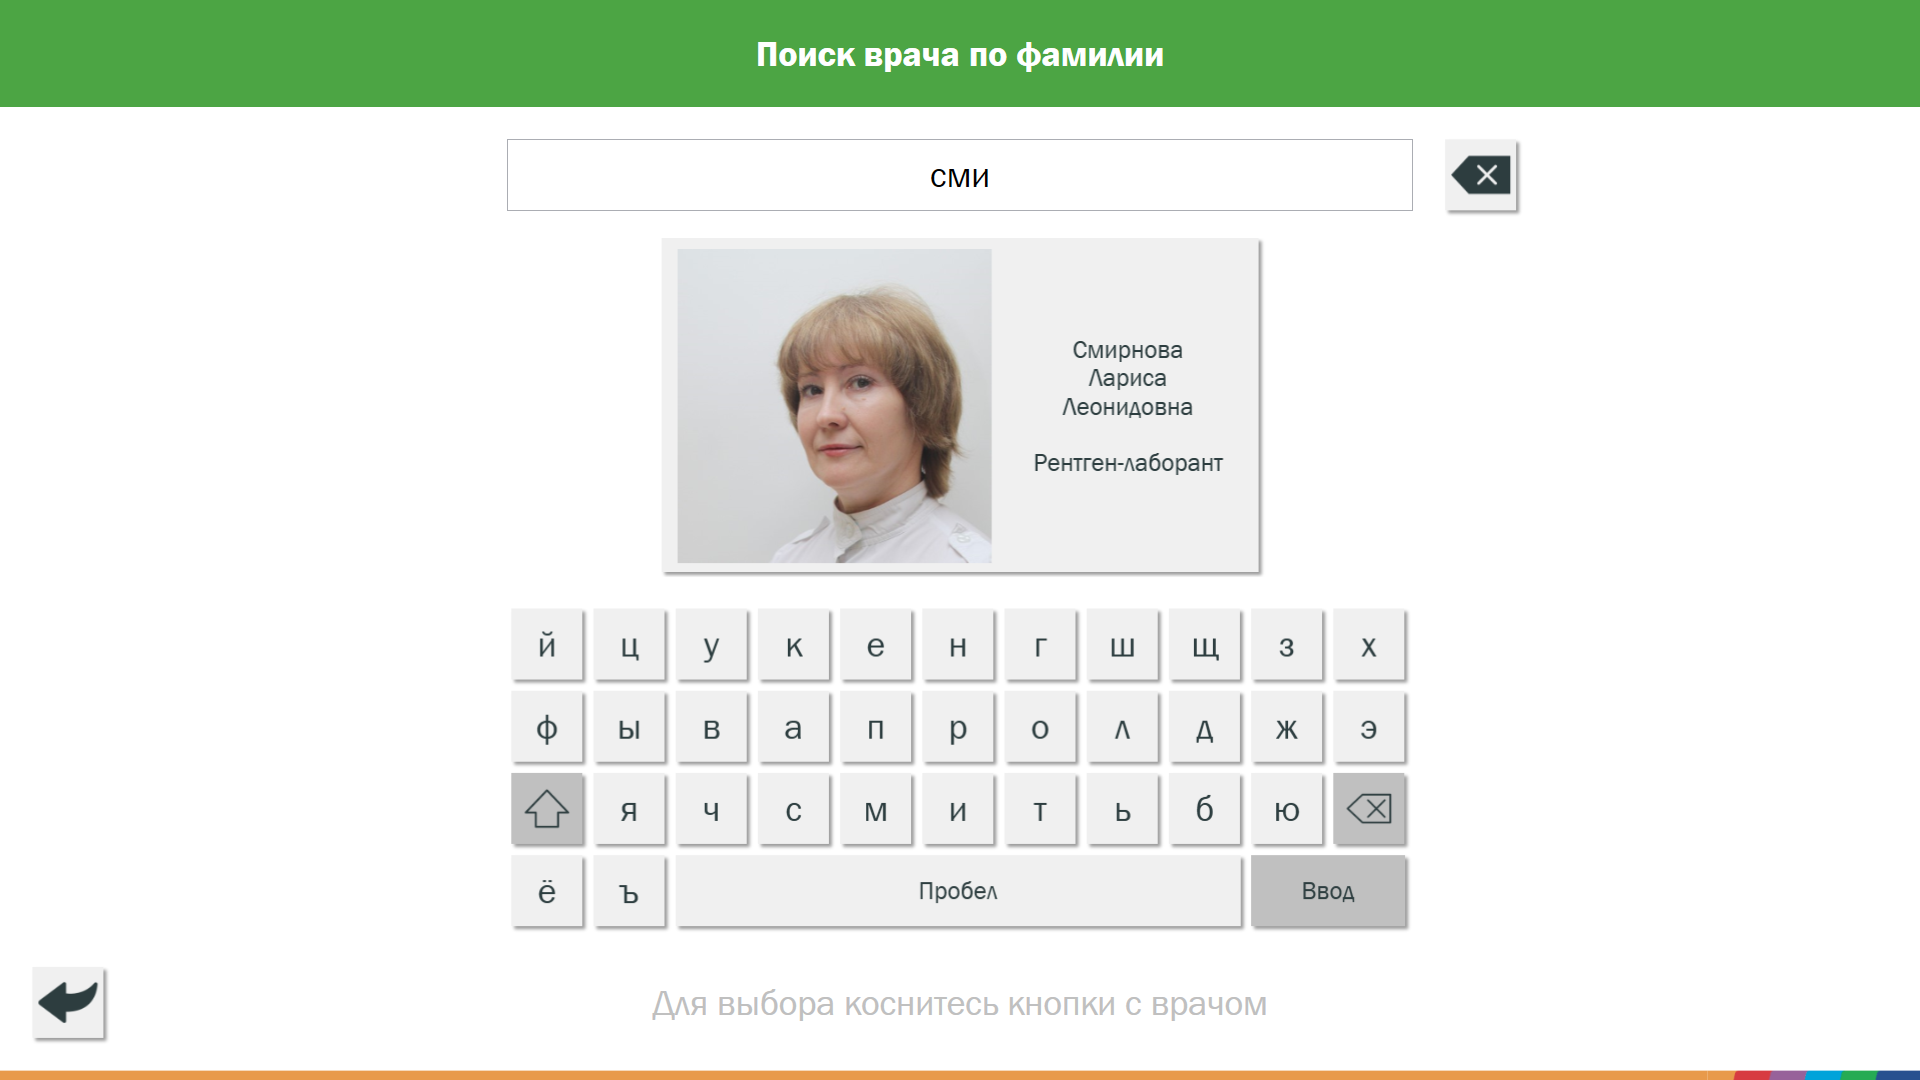 Поиск врача по фамилии
сми
Смирнова
Лариса
Леонидовна
Рентген-лаборант
й ц у к е н г ш щ з х
ф ы в а п р о л д ж э
я ч с м и т ь б ю
ё ъ Пробел Ввод
Для выбора коснитесь кнопки с врачом